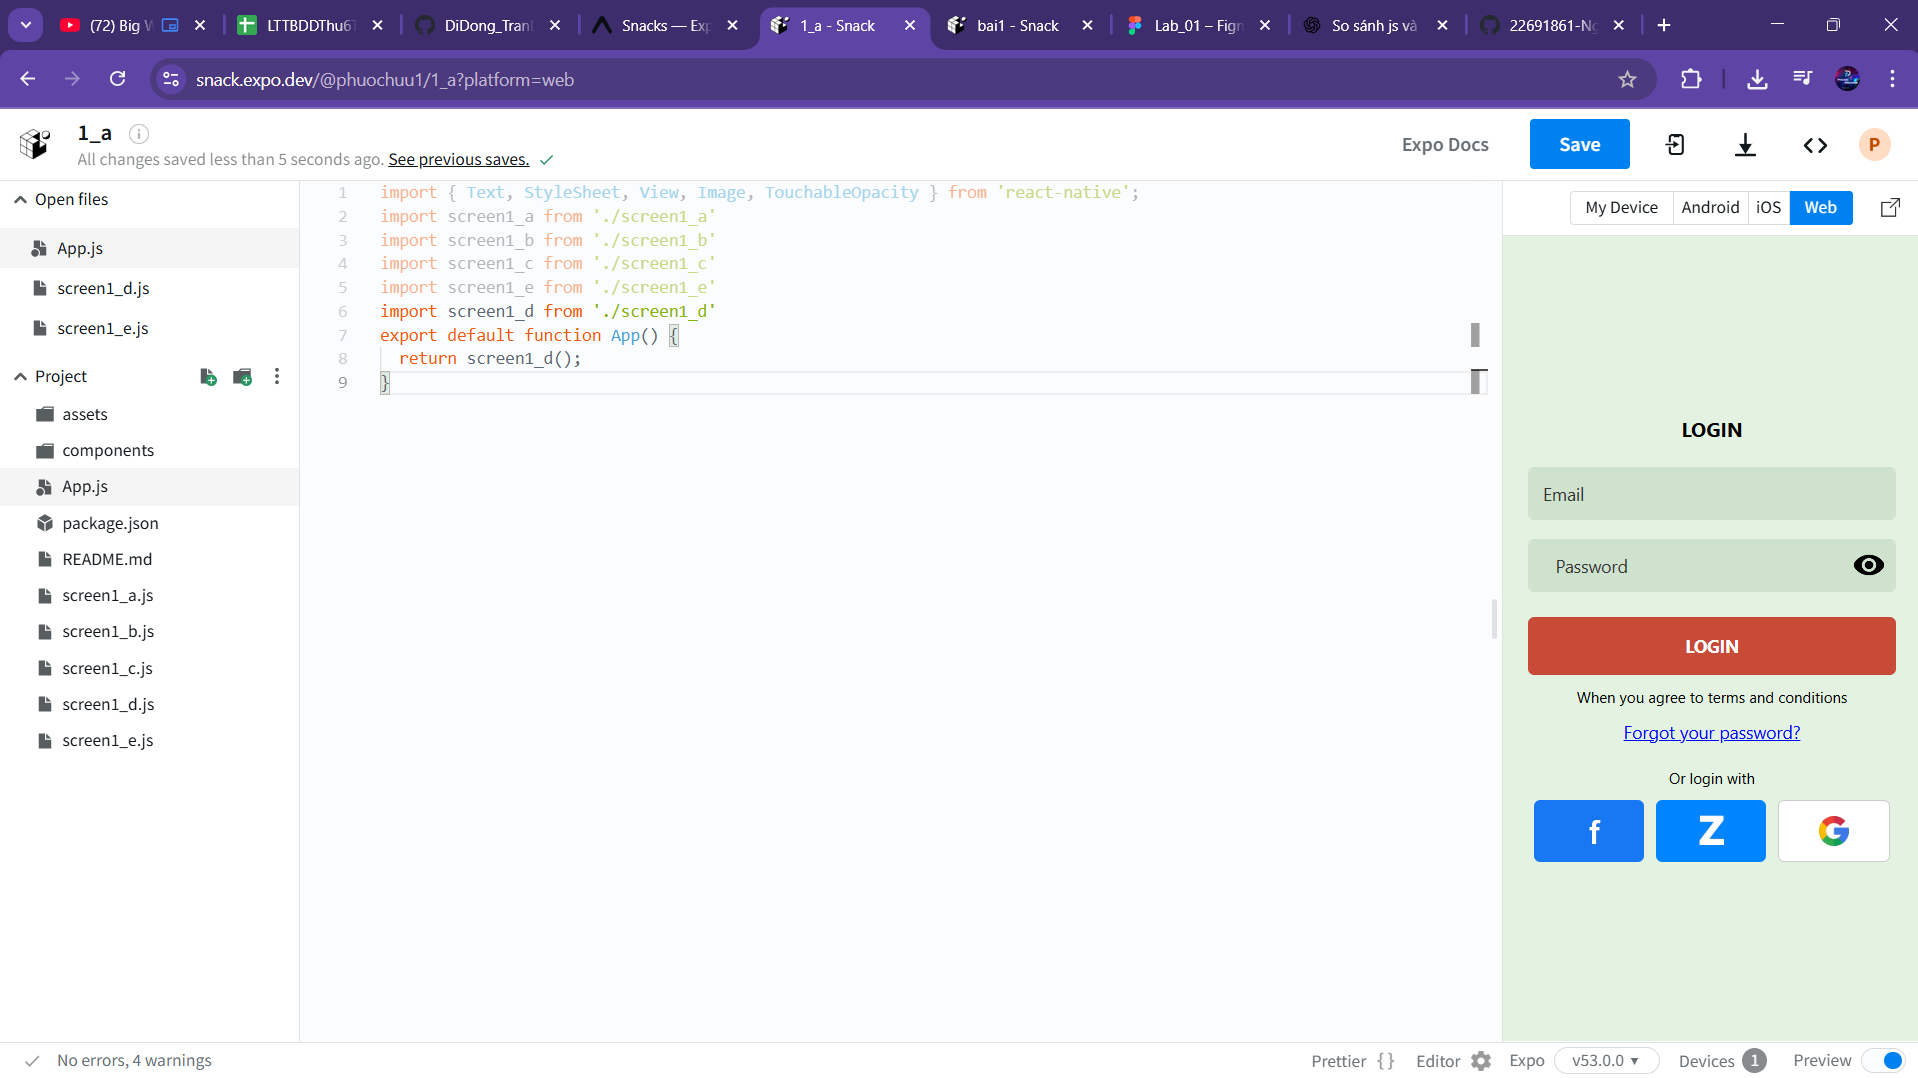 (72) Big W
LTTBDDThu6T
DiDong_Tranl
Snacks — Exp
1_a - Snack
bai1 - Snack
Lab_01 – Fign
So sánh js và
22691861-Ng
snack.expo.dev/@phuochuu1/1_a?platform=web
1_a
All changes saved less than 5 seconds ago. See previous saves.
Expo Docs
Save
P
Open files
App.js
screen1_d.js
screen1_e.js
Project
assets
components
App.js
package.json
README.md
screen1_a.js
screen1_b.js
screen1_c.js
screen1_d.js
screen1_e.js
1 import { Text, StyleSheet, View, Image, TouchableOpacity } from 'react-native';
2 import screen1_a from './screen1_a'
3 import screen1_b from './screen1_b'
4 import screen1_c from './screen1_c'
5 import screen1_e from './screen1_e'
6 import screen1_d from './screen1_d'
7 export default function App() {
8 return screen1_d();
9 }
My Device
Android
iOS
Web
LOGIN
Email
Password
LOGIN
When you agree to terms and conditions
Forgot your password?
Or login with
f
Z
G
No errors, 4 warnings
Prettier {}
Editor
Expo
v53.0.0
Devices 1
Preview